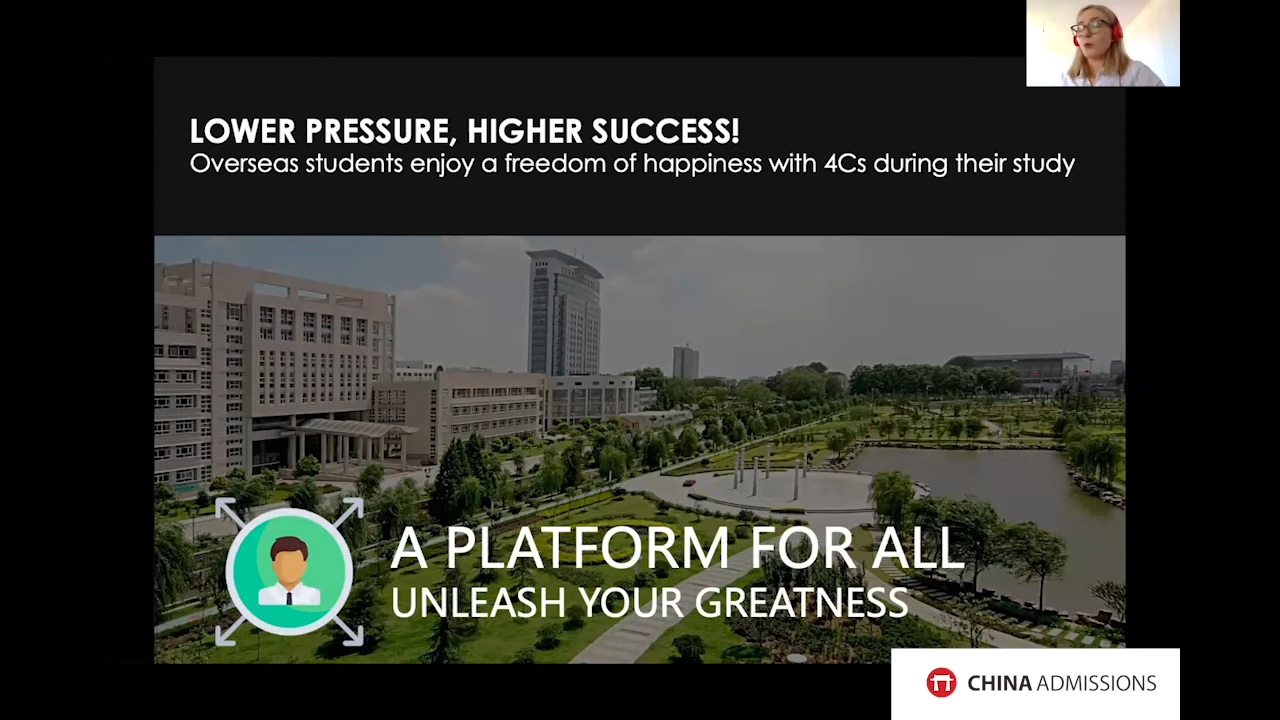 LOWER PRESSURE, HIGHER SUCCESS!
Overseas students enjoy a freedom of happiness with 4Cs during their study
A PLATFORM FOR ALL
UNLEASH YOUR GREATNESS
CHINA ADMISSIONS